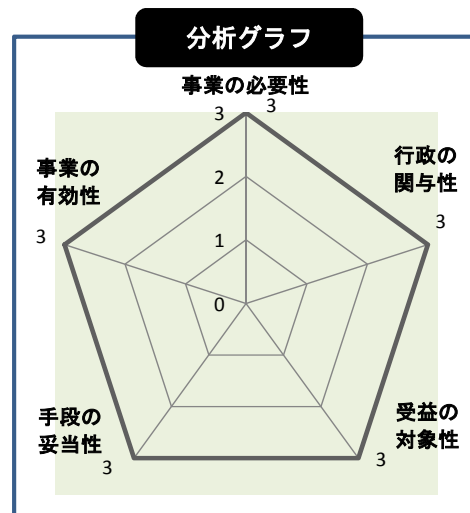 分析グラフ
事業の必要性
3
3
行政の
関与性
3
事業の
有効性
3
2
1
0
受益の
対象性
3
手段の
妥当性
3